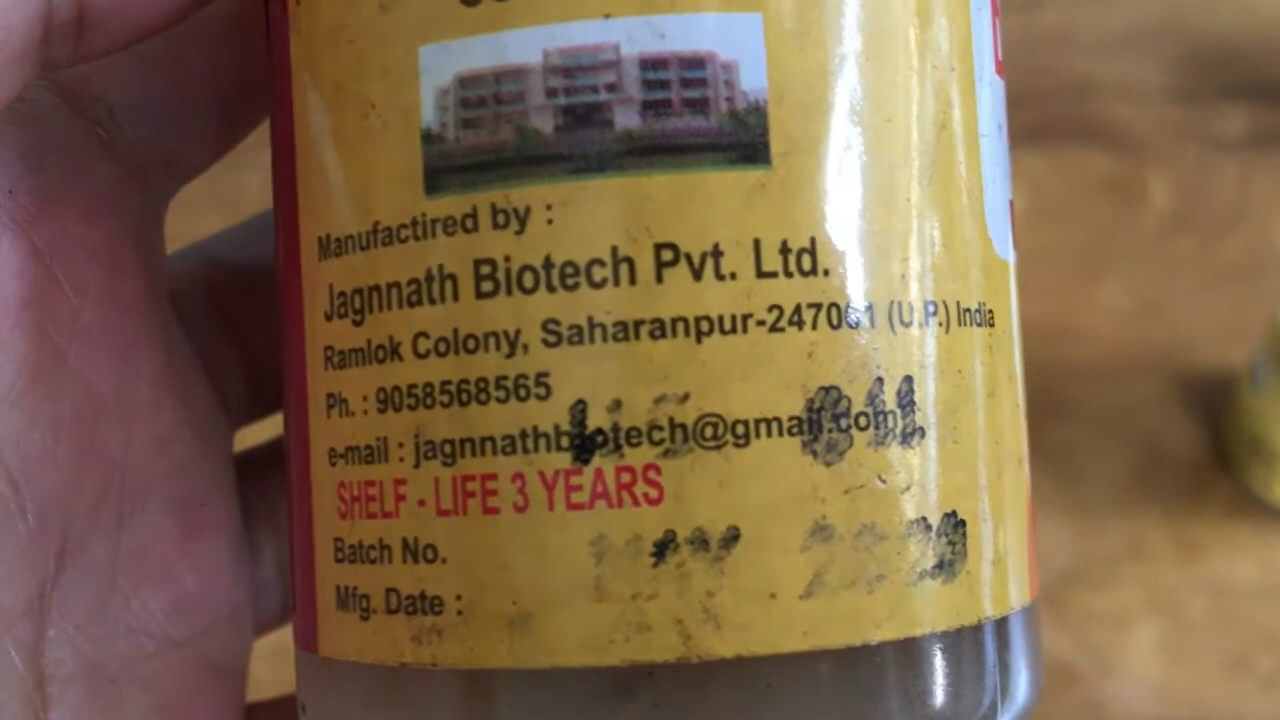 Manufactired by :
Jagnnath Biotech Pvt. Ltd.
Ramlok Colony, Saharanpur-247001 (U.P.) India
Ph. : 9058568565
e-mail : jagnnathbiotech@gmail.com
SHELF - LIFE 3 YEARS
Batch No.
Mfg. Date :